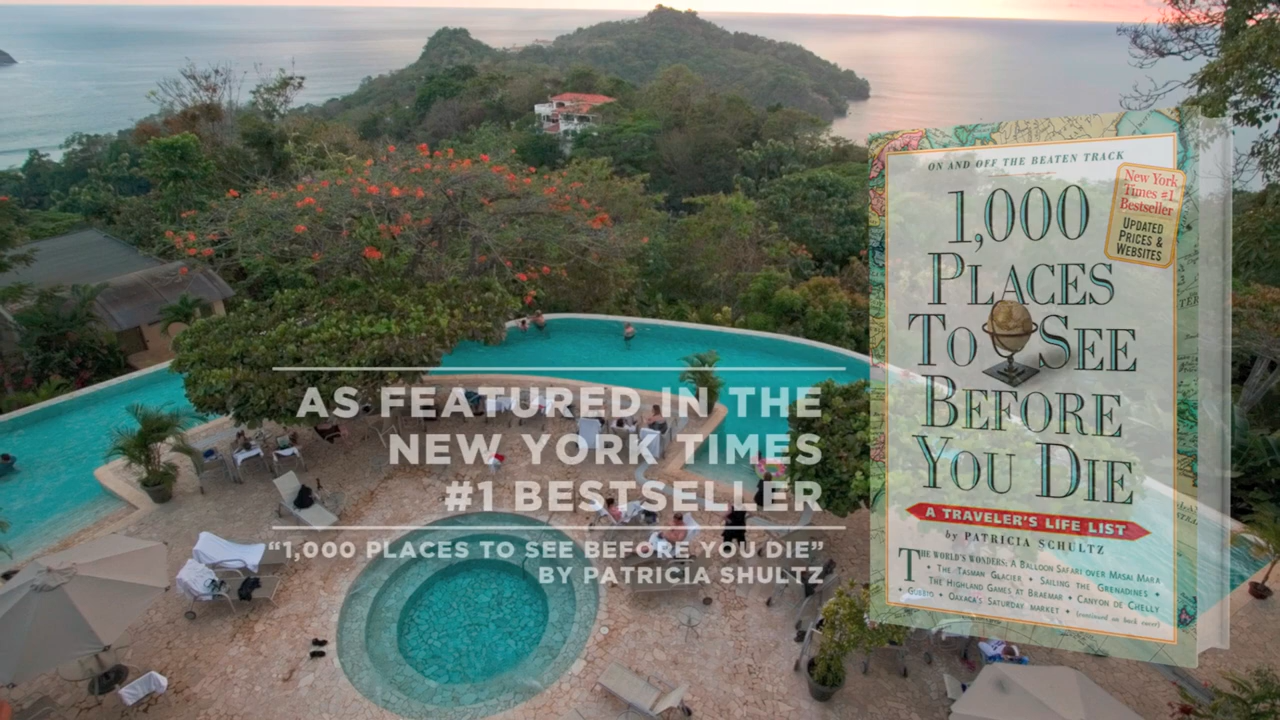 AS FEATURED IN THE
NEW YORK TIMES
#1 BESTSELLER
“1,000 PLACES TO SEE BEFORE YOU DIE”
BY PATRICIA SHULTZ
ON AND OFF THE BEATEN TRACK
1,000
PLACES
TO SEE
BEFORE
YOU DIE
New York
Times #1
Bestseller
UPDATED
PRICES &
WEBSITES
A TRAVELER'S LIFE LIST
by PATRICIA SCHULTZ
THE WORLD'S WONDERS: A BALLOON SAFARI OVER MASAI MARA
• THE TASMAN GLACIER • SAILING THE GRENADINES •
THE HIGHLAND GAMES AT BRAEMAR • CANYON DE CHELLY
• GUBBIO • OAXACA'S SATURDAY MARKET • (continued on back cover)